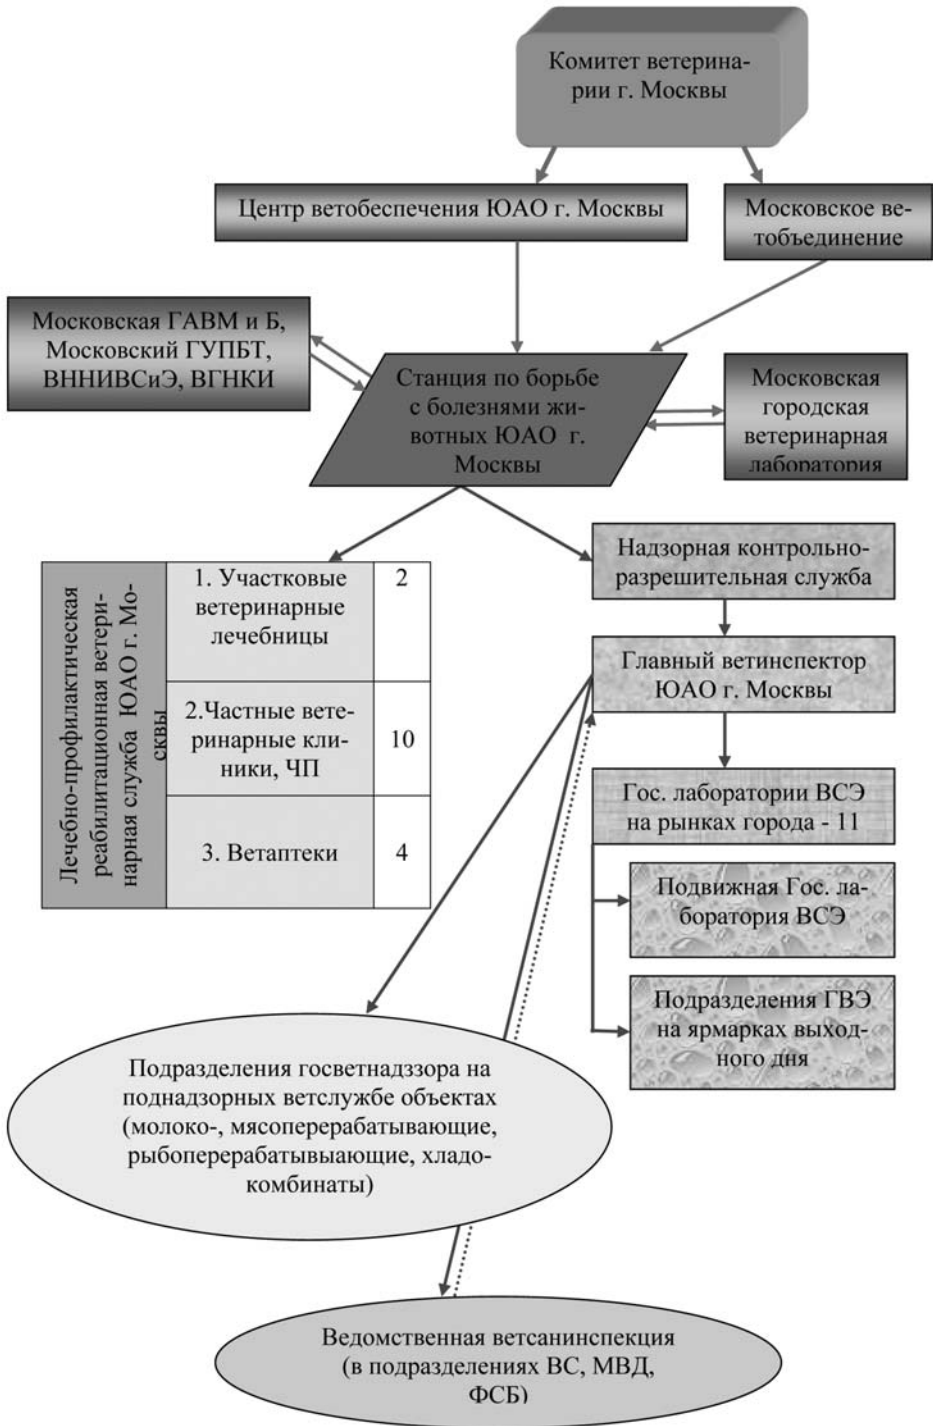 Комитет ветерина-
рии г. Москвы
Центр ветобеспечения ЮАО г. Москвы
Московское ве-
тобъединение
Московская ГАВМ и Б,
Московский ГУПБТ,
ВННИВСиЭ, ВГНКИ
Станция по борьбе
с болезнями жи-
вотных ЮАО г.
Москвы
Московская
городская
ветеринарная
лаборатория
Лечебно-профилактическая
реабилитационная ветери-
нарная служба ЮАО г. Мо-
сквы
1. Участковые
ветеринарные
лечебницы
2
2.Частные вете-
ринарные кли-
ники, ЧП
10
3. Ветаптеки
4
Надзорная контрольно-
разрешительная служба
Главный ветинспектор
ЮАО г. Москвы
Гос. лаборатории ВСЭ
на рынках города - 11
Подвижная Гос. ла-
боратория ВСЭ
Подразделения ГВЭ
на ярмарках выход-
ного дня
Подразделения госветнадззора на
поднадзорных ветслужбе объектах
(молоко-, мясоперерабатывающие,
рыбоперерабатывыающие, хладо-
комбинаты)
Ведомственная ветсанинспекция
(в подразделениях ВС, МВД,
ФСБ)